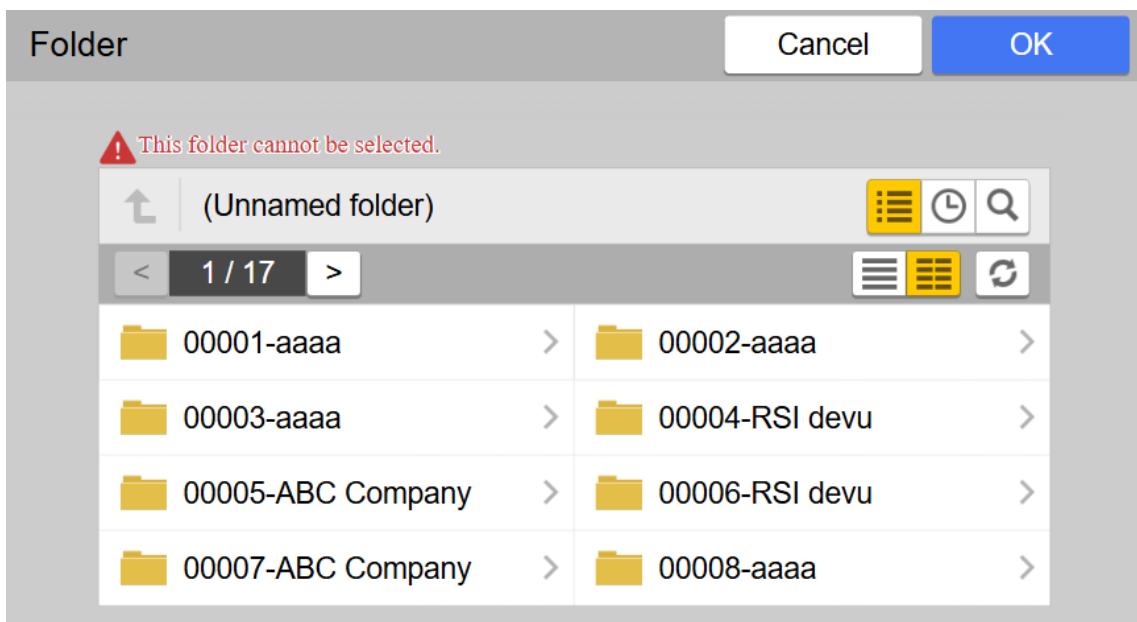 Folder
Cancel
OK
This folder cannot be selected.
(Unnamed folder)
< 1 / 17 >
00001-aaaa
00002-aaaa
00003-aaaa
00004-RSI devu
00005-ABC Company
00006-RSI devu
00007-ABC Company
00008-aaaa